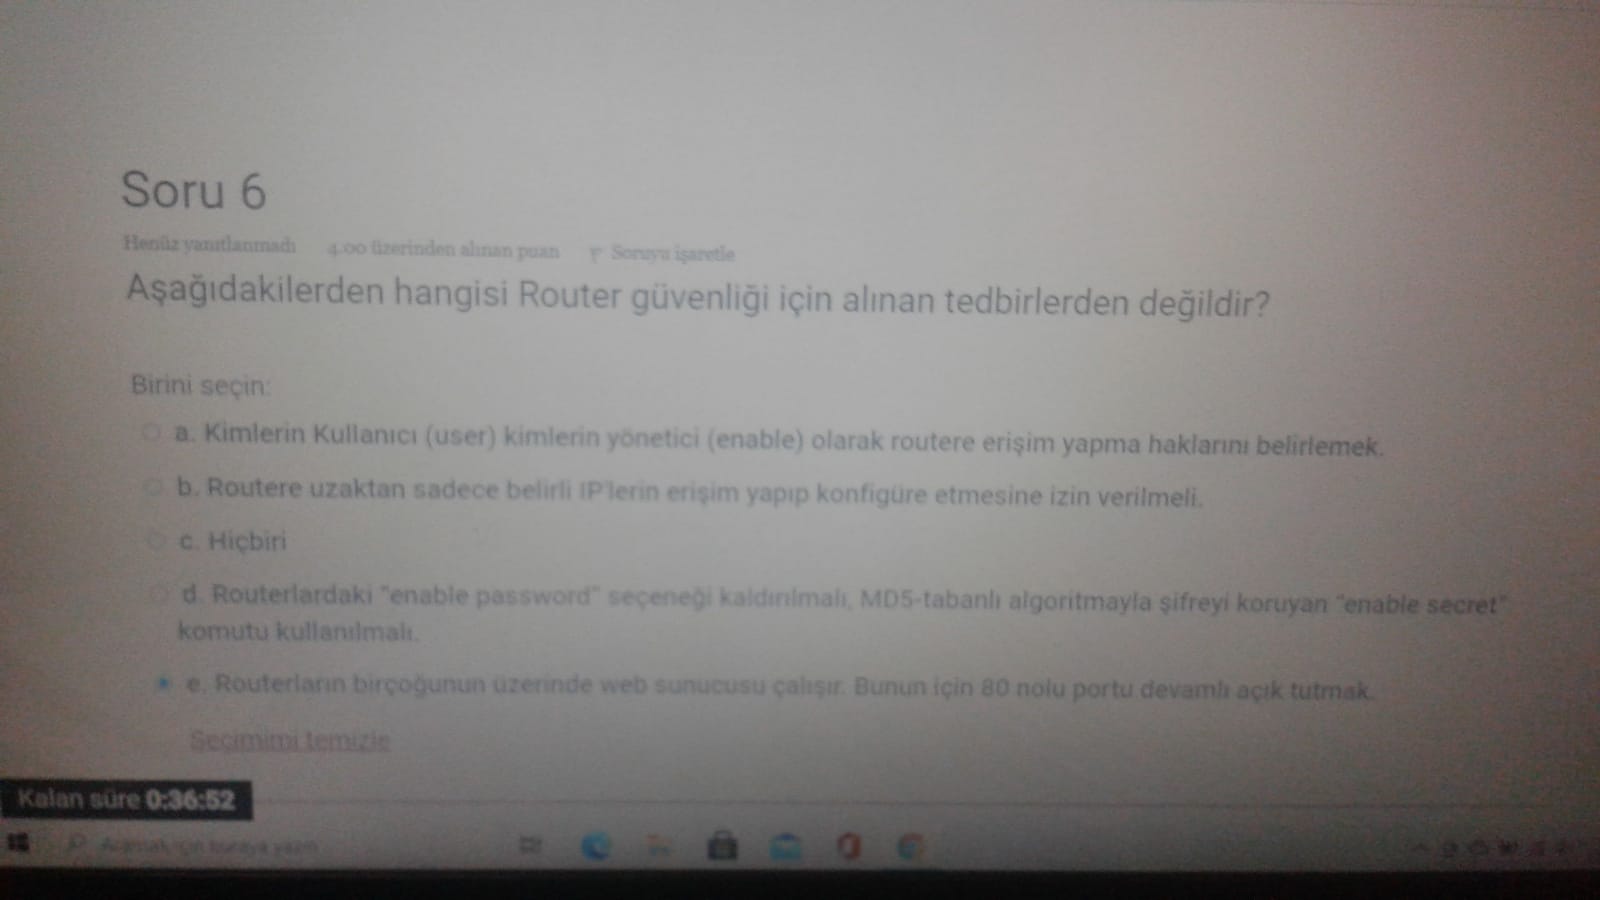 Soru 6
Henüz yanıtlanmadı 4.00 üzerinden alınan puan Soruyu işaretle
Aşağıdakilerden hangisi Router güvenliği için alınan tedbirlerden değildir?
Birini seçin:
a. Kimlerin Kullanıcı (user) kimlerin yönetici (enable) olarak routere erişim yapma haklarını belirlemek.
b. Routere uzaktan sadece belirli IP'lerin erişim yapıp konfigüre etmesine izin verilmeli.
c. Hiçbiri
d. Routerlardaki "enable password" seçeneği kaldırılmalı, MD5-tabanlı algoritmayla şifreyi koruyan "enable secret"
komutu kullanılmalı.
e. Routerların birçoğunun üzerinde web sunucusu çalışır. Bunun için 80 nolu portu devamlı açık tutmak.
Seçimimi temizle
Kalan süre 0:36:52
Aramak için buraya yazın